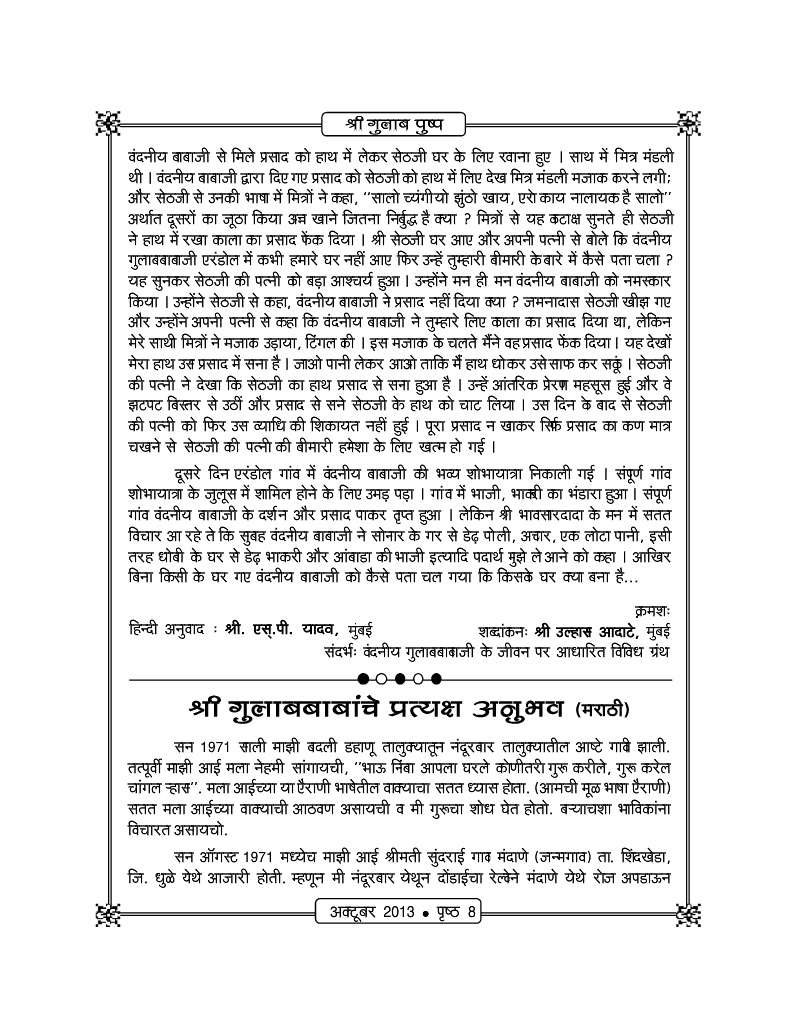 श्री गुलाब पुष्प
वंदनीय बाबाजी से मिले प्रसाद को हाथ में लेकर सेठजी घर के लिए रवाना हुए । साथ में मित्र मंडली
थी । वंदनीय बाबाजी द्वारा दिए गए प्रसाद को सेठजी को हाथ में लिए देख मित्र मंडली मजाक करने लगी;
और सेठजी से उनकी भाषा में मित्रों ने कहा, ''सालो च्यंगीयो झुंठो खाय, एरो काय नालायक है सालो''
अर्थात दूसरों का जूठा किया अन्न खाने जितना निर्बुद्ध है क्या ? मित्रों से यह कटाक्ष सुनते ही सेठजी
ने हाथ में रखा काला का प्रसाद फेंक दिया । श्री सेठजी घर आए और अपनी पत्नी से बोले कि वंदनीय
गुलाबबाबाजी एरंडोल में कभी हमारे घर नहीं आए फिर उन्हें तुम्हारी बीमारी के बारे में कैसे पता चला ?
यह सुनकर सेठजी की पत्नी को बड़ा आश्चर्य हुआ । उन्होंने मन ही मन वंदनीय बाबाजी को नमस्कार
किया । उन्होंने सेठजी से कहा, वंदनीय बाबाजी ने प्रसाद नहीं दिया क्या ? जमनादास सेठजी खीझ गए
और उन्होंने अपनी पत्नी से कहा कि वंदनीय बाबाजी ने तुम्हारे लिए काला का प्रसाद दिया था, लेकिन
मेरे साथी मित्रों ने मजाक उड़ाया, टिंगल की । इस मजाक के चलते मैंने वह प्रसाद फेंक दिया । यह देखों
मेरा हाथ उस प्रसाद में सना है । जाओ पानी लेकर आओ ताकि मैं हाथ धोकर उसे साफ कर सकूं । सेठजी
की पत्नी ने देखा कि सेठजी का हाथ प्रसाद से सना हुआ है । उन्हें आंतरिक प्रेरणा महसूस हुई और वे
झटपट बिस्तर से उठीं और प्रसाद से सने सेठजी के हाथ को चाट लिया । उस दिन के बाद से सेठजी
की पत्नी को फिर उस व्याधि की शिकायत नहीं हुई । पूरा प्रसाद न खाकर सिर्फ प्रसाद का कण मात्र
चखने से सेठजी की पत्नी की बीमारी हमेशा के लिए खत्म हो गई ।
दूसरे दिन एरंडोल गांव में वंदनीय बाबाजी की भव्य शोभायात्रा निकाली गई । संपूर्ण गांव
शोभायात्रा के जुलूस में शामिल होने के लिए उमड़ पड़ा । गांव में भाजी, भाकरी का भंडारा हुआ । संपूर्ण
गांव वंदनीय बाबाजी के दर्शन और प्रसाद पाकर तृप्त हुआ । लेकिन श्री भावसारदादा के मन में सतत
विचार आ रहे ते कि सुबह वंदनीय बाबाजी ने सोनार के गर से डेढ़ पोली, अचार, एक लोटा पानी, इसी
तरह धोबी के घर से डेढ़ भाकरी और आंबाडा की भाजी इत्यादि पदार्थ मुझे ले आने को कहा । आखिर
बिना किसी के घर गए वंदनीय बाबाजी को कैसे पता चल गया कि किसके घर क्या बना है...
क्रमशः
हिन्दी अनुवाद : श्री. एस्.पी. यादव, मुंबई शब्दांकनः श्री उल्हास आदाटे, मुंबई
संदर्भः वंदनीय गुलाबबाबाजी के जीवन पर आधारित विविध ग्रंथ
श्री गुलाबबाबांचे प्रत्यक्ष अनुभव (मराठी)
सन 1971 साली माझी बदली डहाणू तालुक्यातून नंदूरबार तालुक्यातील आष्टे गावी झाली.
तत्पूर्वी माझी आई मला नेहमी सांगायची, ''भाऊ निंबा आपला घरले कोणीतरी गुरू करीले, गुरू करेल
चांगल ऱ्हास''. मला आईच्या या ऐराणी भाषेतील वाक्याचा सतत ध्यास होता. (आमची मूळ भाषा ऐराणी)
सतत मला आईच्या वाक्याची आठवण असायची व मी गुरूचा शोध घेत होतो. बऱ्याचशा भाविकांना
विचारत असायचो.
सन ऑगस्ट 1971 मध्येच माझी आई श्रीमती सुंदराई गाव मंदाणे (जन्मगाव) ता. शिंदखेडा,
जि. धुळे येथे आजारी होती. म्हणून मी नंदूरबार येथून दोंडाईचा रेल्वेने मंदाणे येथे रोज अपडाऊन
अक्टूबर 2013 ● पृष्ठ 8